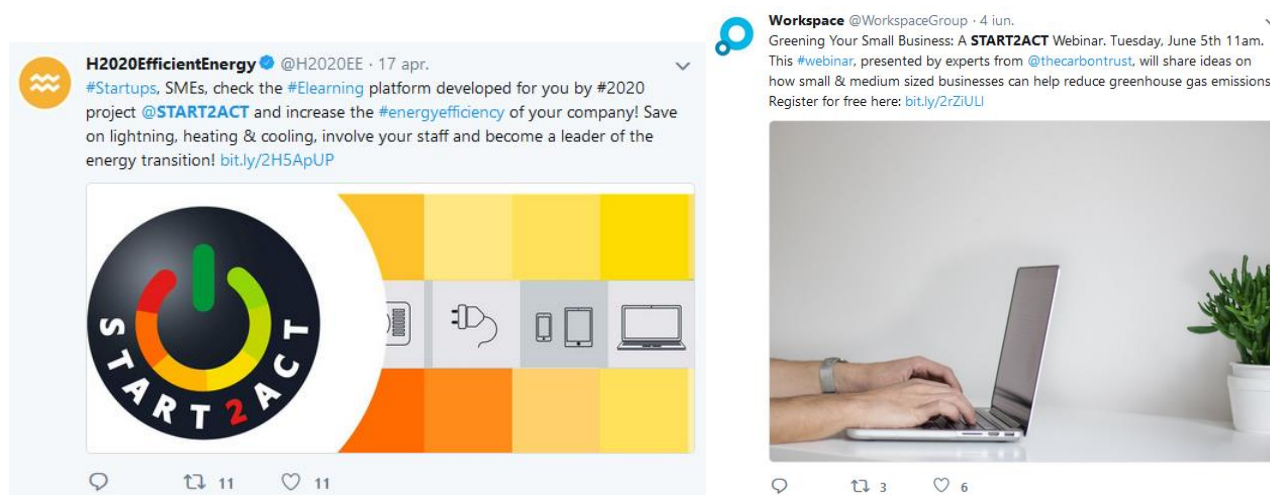 H2020EfficientEnergy @H2020EE · 17 apr.
#Startups, SMEs, check the #Elearning platform developed for you by #2020
project @START2ACT and increase the #energyefficiency of your company! Save
on lightning, heating & cooling, involve your staff and become a leader of the
energy transition! bit.ly/2H5ApUP
START2ACT
11 11
Workspace @WorkspaceGroup · 4 iun.
Greening Your Small Business: A START2ACT Webinar. Tuesday, June 5th 11am.
This #webinar, presented by experts from @thecarbontrust, will share ideas on
how small & medium sized businesses can help reduce greenhouse gas emissions
Register for free here: bit.ly/2rZiULl
3 6